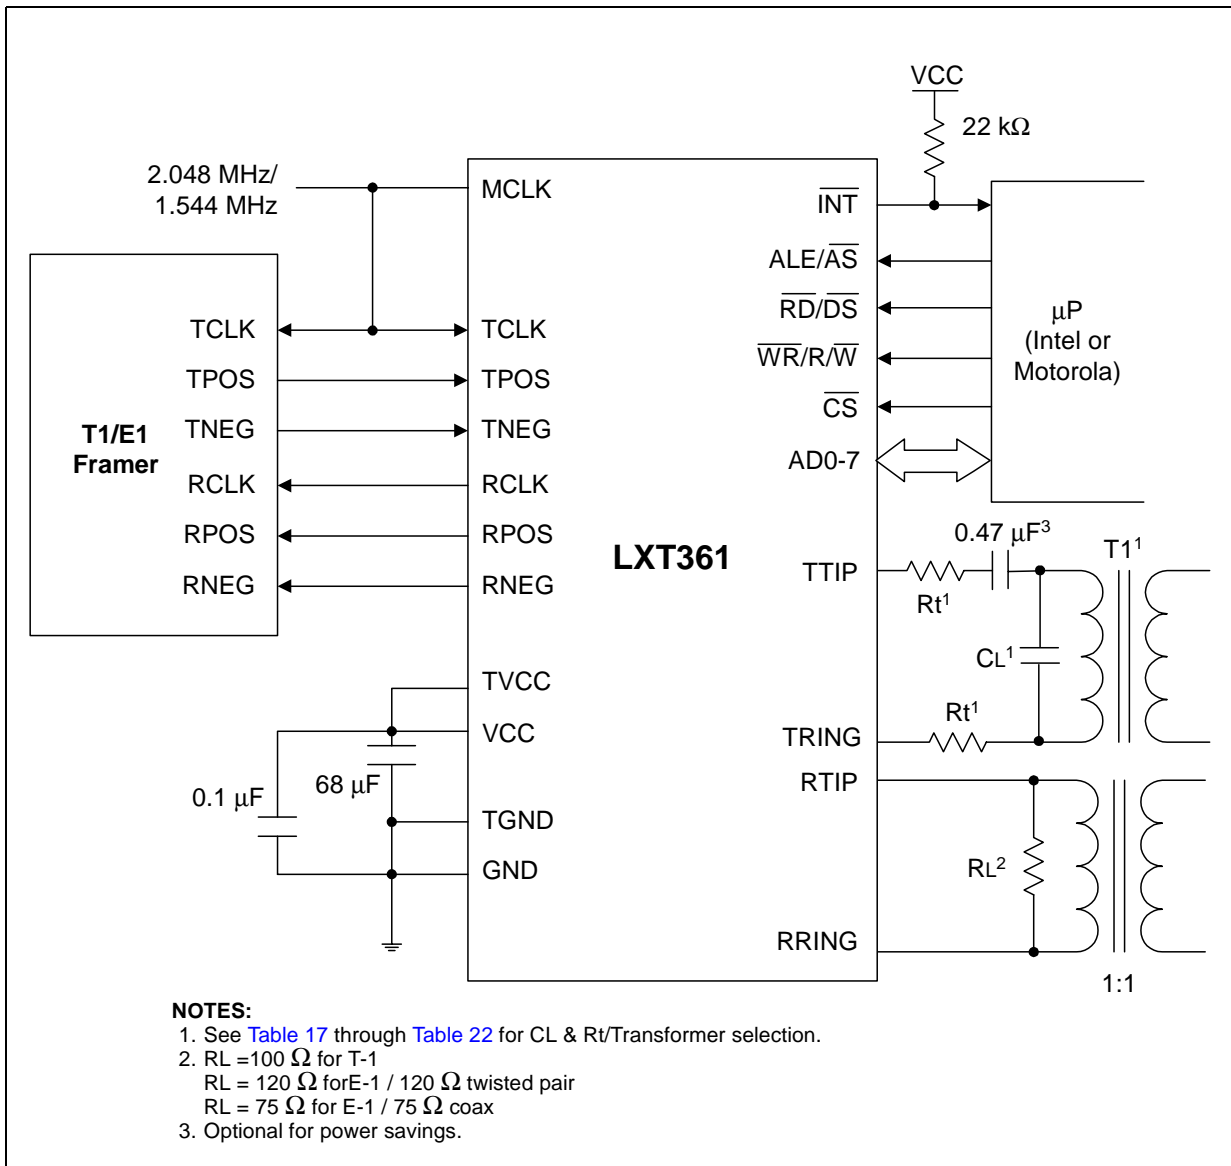 VCC
22 kΩ
2.048 MHz/
1.544 MHz
MCLK
INT
ALE/AS
RD/DS
WR/R/W
CS
AD0-7
µP
(Intel or
Motorola)
TCLK
TPOS
TNEG
RCLK
RPOS
RNEG
T1/E1
Framer
TCLK
TPOS
TNEG
RCLK
RPOS
RNEG
LXT361
TTIP
Rt¹
0.47 µF³
T1¹
CL¹
Rt¹
TRING
TVCC
VCC
68 µF
0.1 µF
TGND
GND
RTIP
RL²
RRING
1:1
NOTES:
1. See Table 17 through Table 22 for CL & Rt/Transformer selection.
2. RL =100 Ω for T-1
RL = 120 Ω forE-1 / 120 Ω twisted pair
RL = 75 Ω for E-1 / 75 Ω coax
3. Optional for power savings.